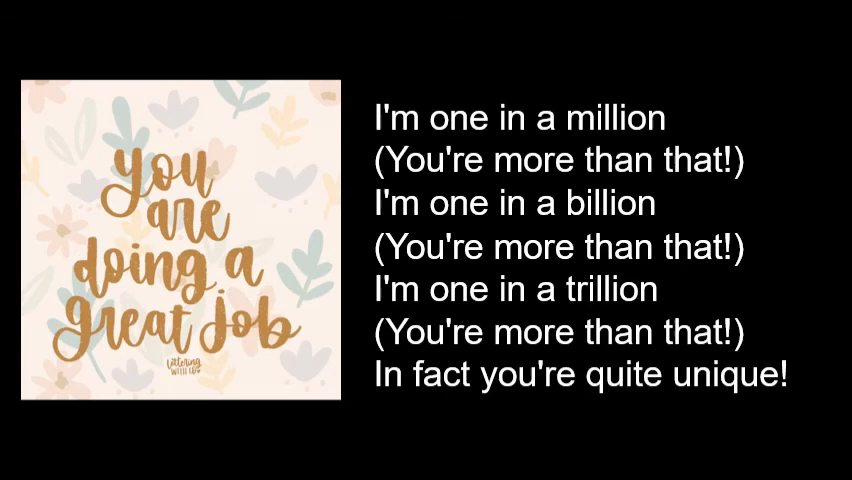 you
are
doing a
great job
lettering
I'm one in a million
(You're more than that!)
I'm one in a billion
(You're more than that!)
I'm one in a trillion
(You're more than that!)
In fact you're quite unique!